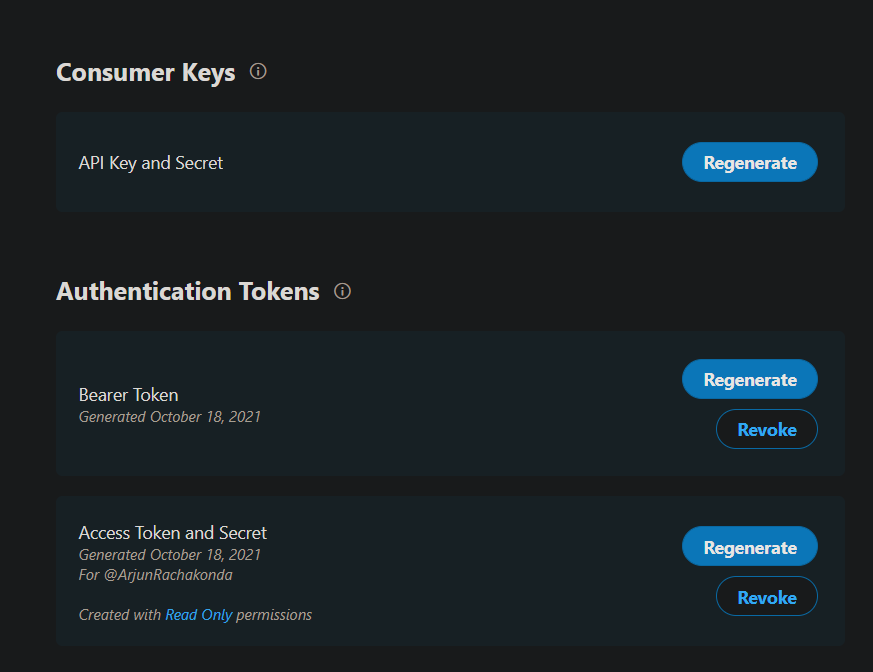 Consumer Keys
API Key and Secret
Regenerate
Authentication Tokens
Bearer Token
Generated October 18, 2021
Regenerate
Revoke
Access Token and Secret
Generated October 18, 2021
For @ArjunRachakonda
Created with Read Only permissions
Regenerate
Revoke